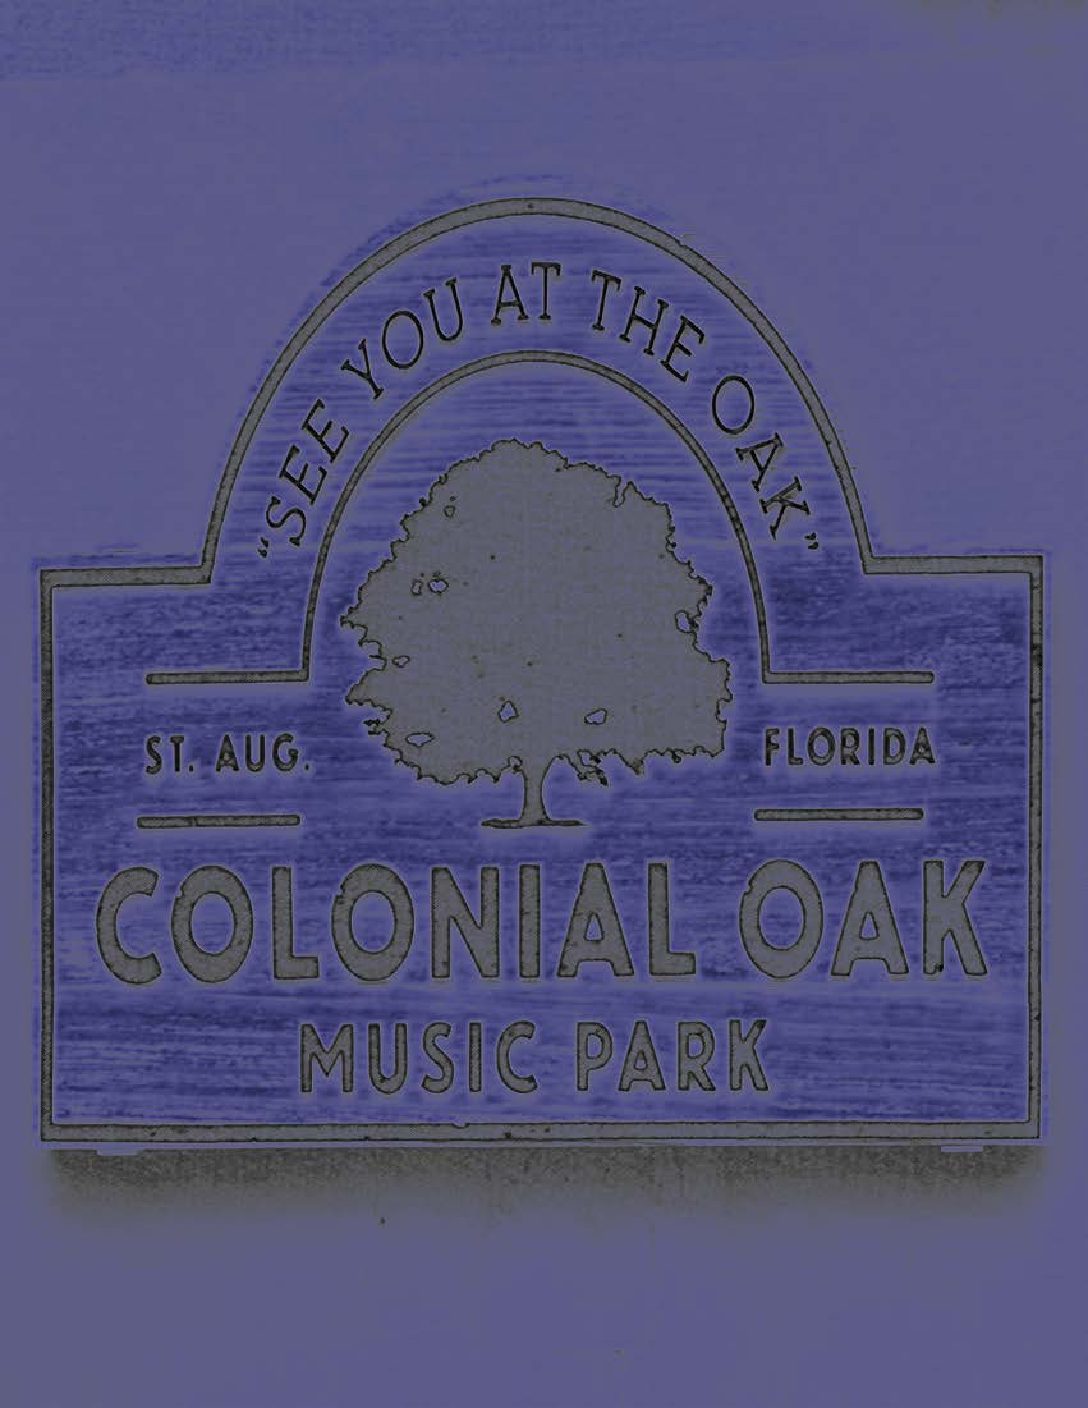 "SEE YOU AT THE OAK"
ST. AUG.
FLORIDA
COLONIAL OAK
MUSIC PARK